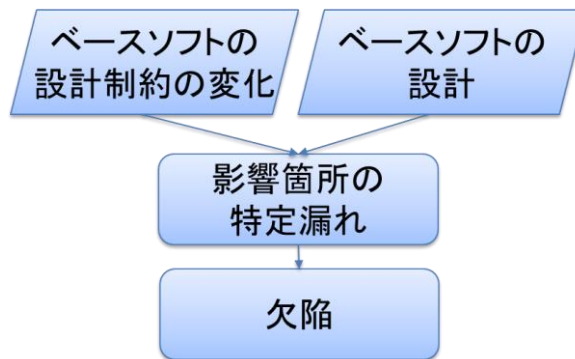 ベースソフトの
設計制約の変化
ベースソフトの
設計
影響箇所の
特定漏れ
欠陥